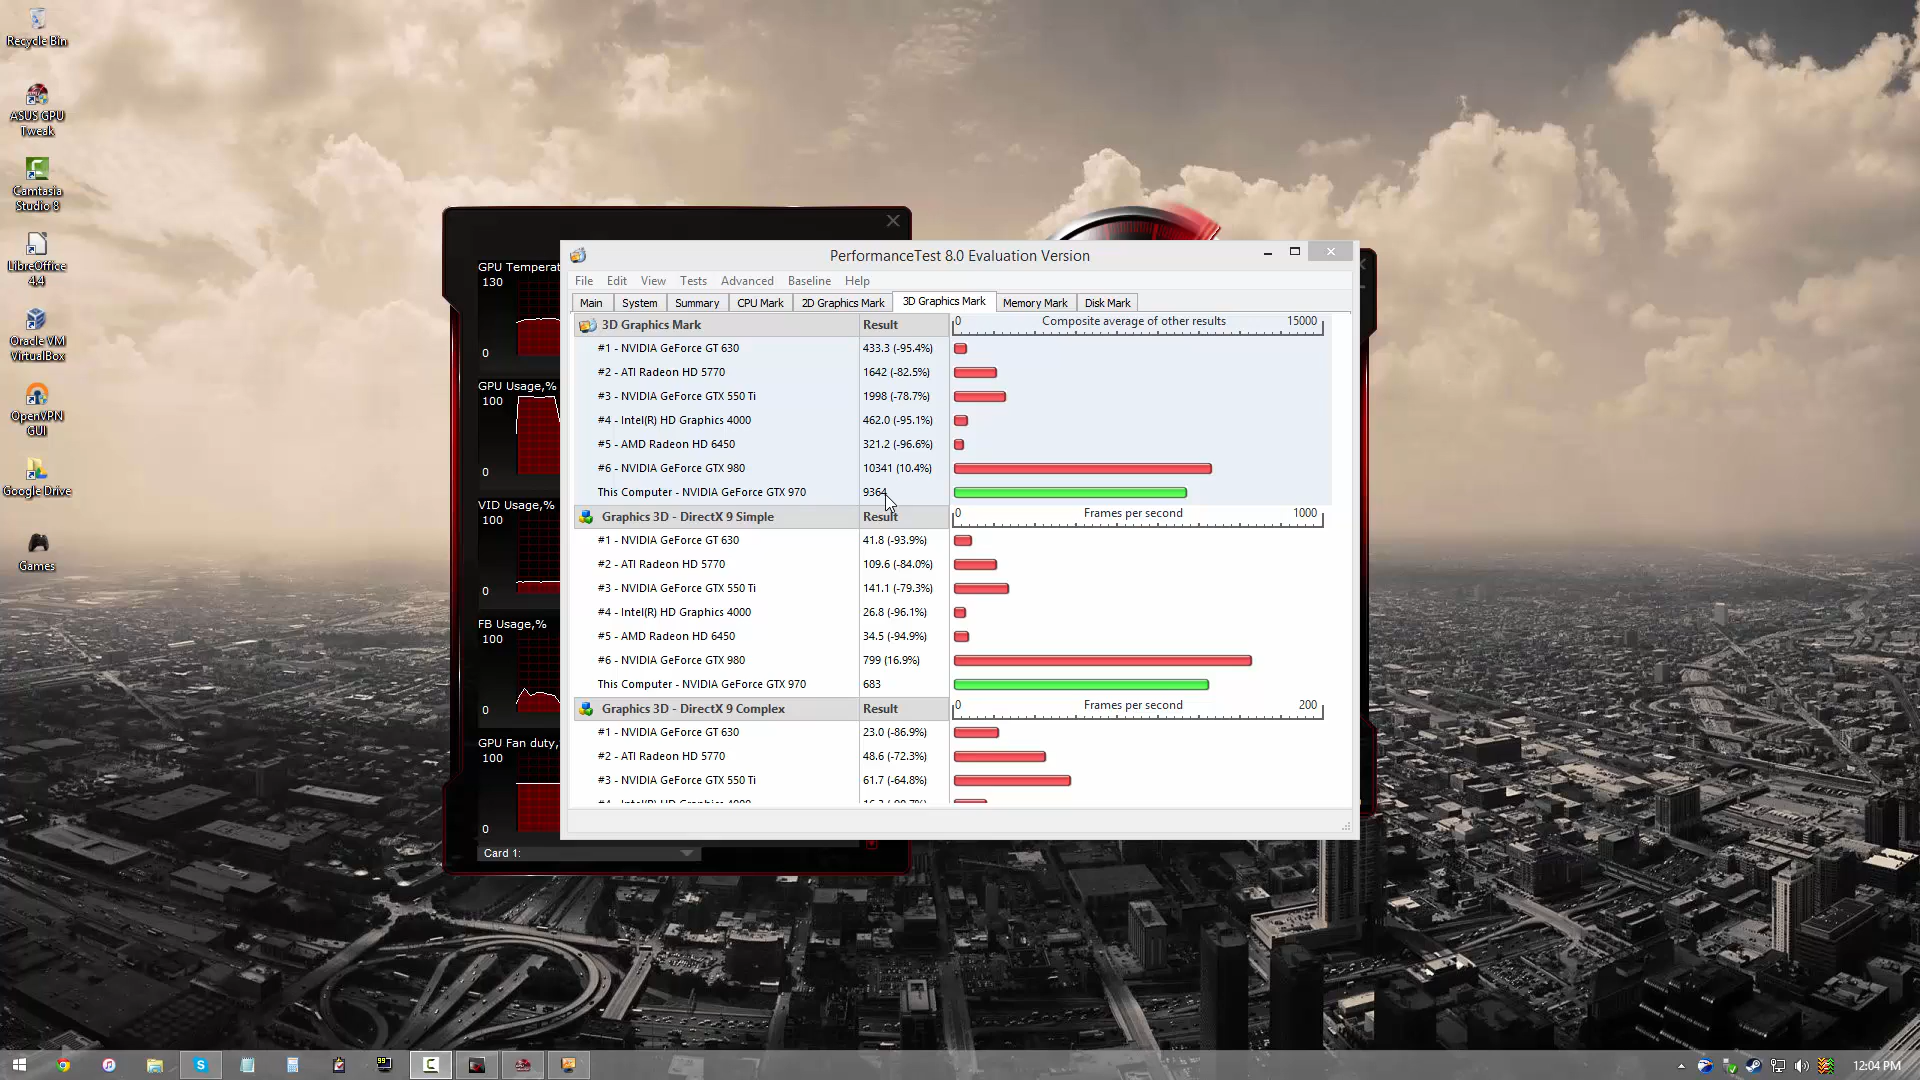 Recycle Bin
ASUS GPU
Tweak
Camtasia
Studio 8
LibreOffice
4.4
Oracle VM
VirtualBox
OpenVPN
GUI
Google Drive
Games
GPU Temperat
130
0
GPU Usage,%
100
0
VID Usage,%
100
0
FB Usage,%
100
0
GPU Fan duty,
100
0
Card 1:
PerformanceTest 8.0 Evaluation Version
File Edit View Tests Advanced Baseline Help
Main System Summary CPU Mark 2D Graphics Mark 3D Graphics Mark Memory Mark Disk Mark
3D Graphics Mark Result 0 Composite average of other results 15000
#1 - NVIDIA GeForce GT 630 433.3 (-95.4%)
#2 - ATI Radeon HD 5770 1642 (-82.5%)
#3 - NVIDIA GeForce GTX 550 Ti 1998 (-78.7%)
#4 - Intel(R) HD Graphics 4000 462.0 (-95.1%)
#5 - AMD Radeon HD 6450 321.2 (-96.6%)
#6 - NVIDIA GeForce GTX 980 10341 (10.4%)
This Computer - NVIDIA GeForce GTX 970 9364
Graphics 3D - DirectX 9 Simple Result 0 Frames per second 1000
#1 - NVIDIA GeForce GT 630 41.8 (-93.9%)
#2 - ATI Radeon HD 5770 109.6 (-84.0%)
#3 - NVIDIA GeForce GTX 550 Ti 141.1 (-79.3%)
#4 - Intel(R) HD Graphics 4000 26.8 (-96.1%)
#5 - AMD Radeon HD 6450 34.5 (-94.9%)
#6 - NVIDIA GeForce GTX 980 799 (16.9%)
This Computer - NVIDIA GeForce GTX 970 683
Graphics 3D - DirectX 9 Complex Result 0 Frames per second 200
#1 - NVIDIA GeForce GT 630 23.0 (-86.9%)
#2 - ATI Radeon HD 5770 48.6 (-72.3%)
#3 - NVIDIA GeForce GTX 550 Ti 61.7 (-64.8%)
12:04 PM